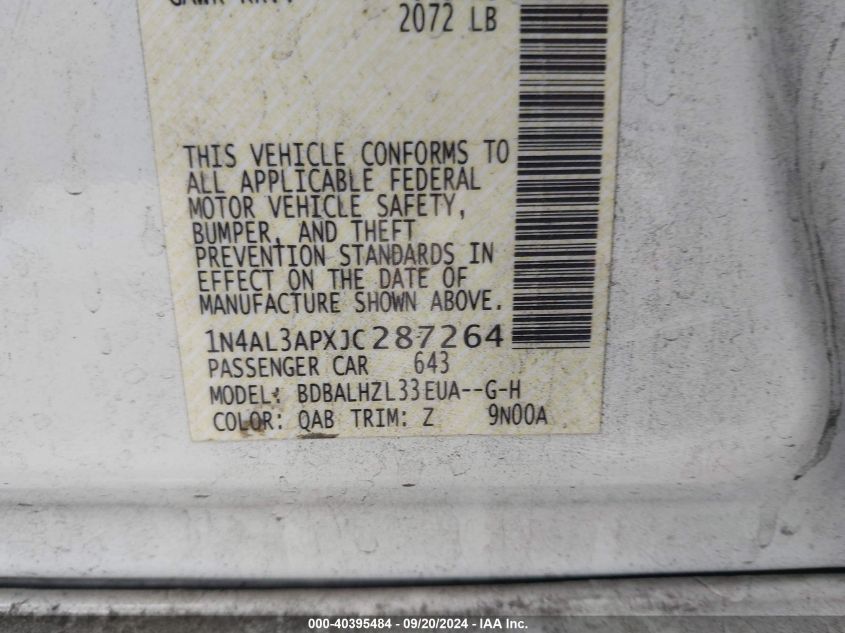 2072 LB
THIS VEHICLE CONFORMS TO
ALL APPLICABLE FEDERAL
MOTOR VEHICLE SAFETY,
BUMPER, AND THEFT
PREVENTION STANDARDS IN
EFFECT ON THE DATE OF
MANUFACTURE SHOWN ABOVE.
1N4AL3APXJC287264
PASSENGER CAR 643
MODEL: BDBALHZL33EUA--G-H
COLOR: QAB TRIM: Z 9N00A
000-40395484 - 09/20/2024 - IAA Inc.